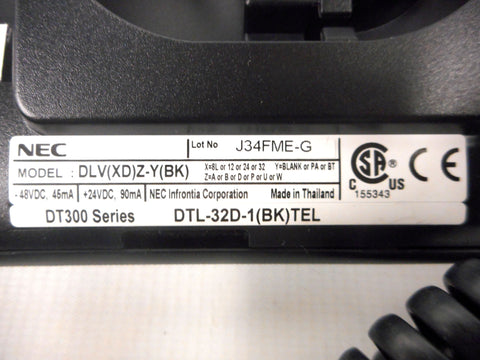 NEC
Lot No J34FME-G
MODEL : DLV(XD)Z-Y(BK) X=8L or 12 or 24 or 32 Y=BLANK or PA or BT
Z=A or B or D or P or U or W
-48VDC, 45mA +24VDC, 90mA NEC Infrontia Corporation Made in Thailand
SA
C US
155343
DT300 Series DTL-32D-1(BK)TEL